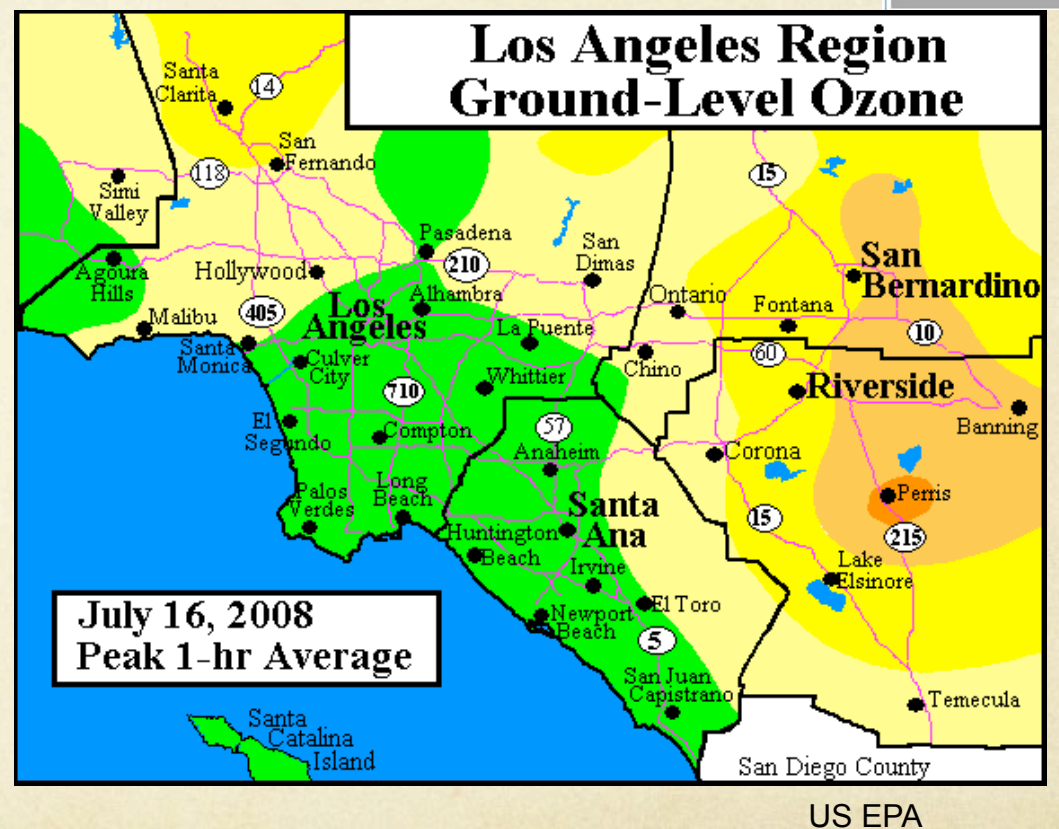 Los Angeles Region
Ground-Level Ozone
Santa
Clarita
14
San
Fernando
118
Simi
Valley
15
Pasadena
Agoura
Hills
Hollywood
210
San
Dimas
San
Bernardino
Malibu
405
Los
Angeles
Alhambra
Ontario
Fontana
La Puente
10
Santa
Monica
Culver
City
Chino
60
710
Whittier
Riverside
El
Segundo
Compton
57
Anaheim
Banning
Corona
Palos
Verdes
Long
Beach
Santa
Ana
Perris
15
215
Huntington
Beach
Irvine
Lake
Elsinore
Newport
Beach
El Toro
5
July 16, 2008
Peak 1-hr Average
San Juan
Capistrano
Temecula
Santa
Catalina
Island
San Diego County
US EPA